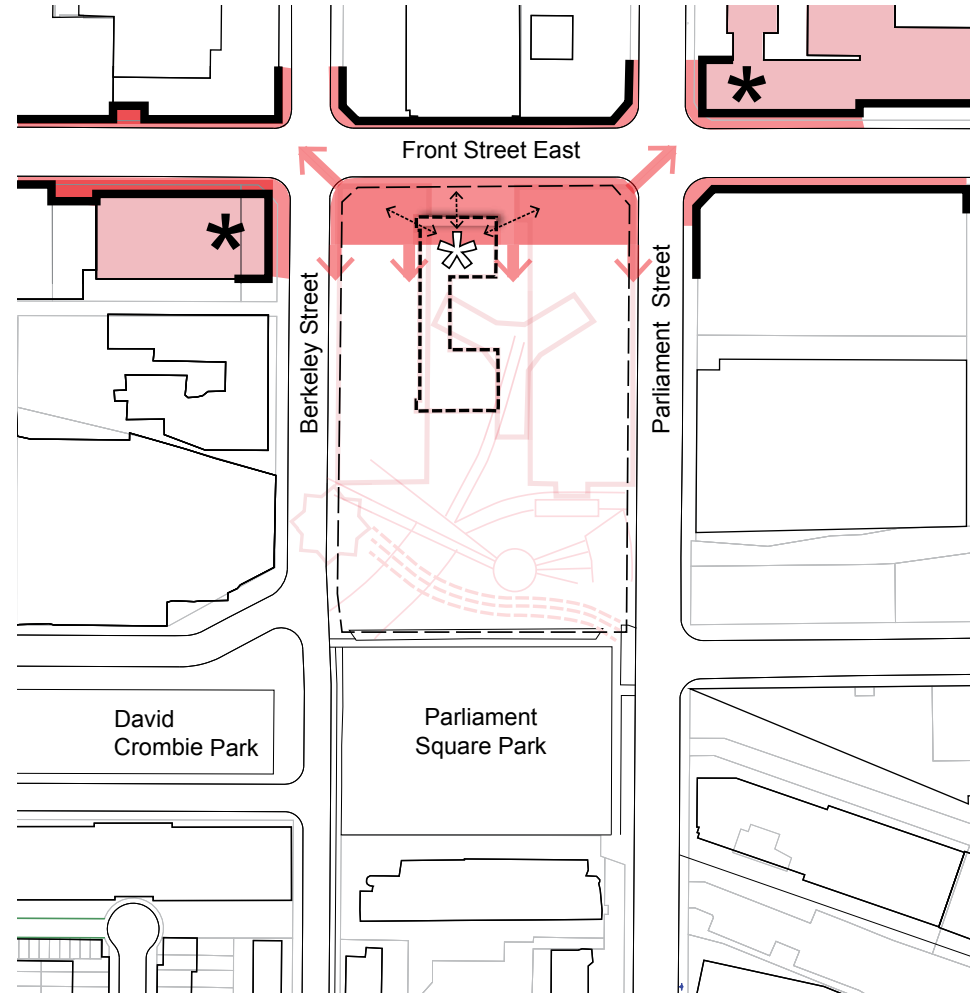 Front Street East
Berkeley Street
Parliament Street
David
Crombie Park
Parliament
Square Park